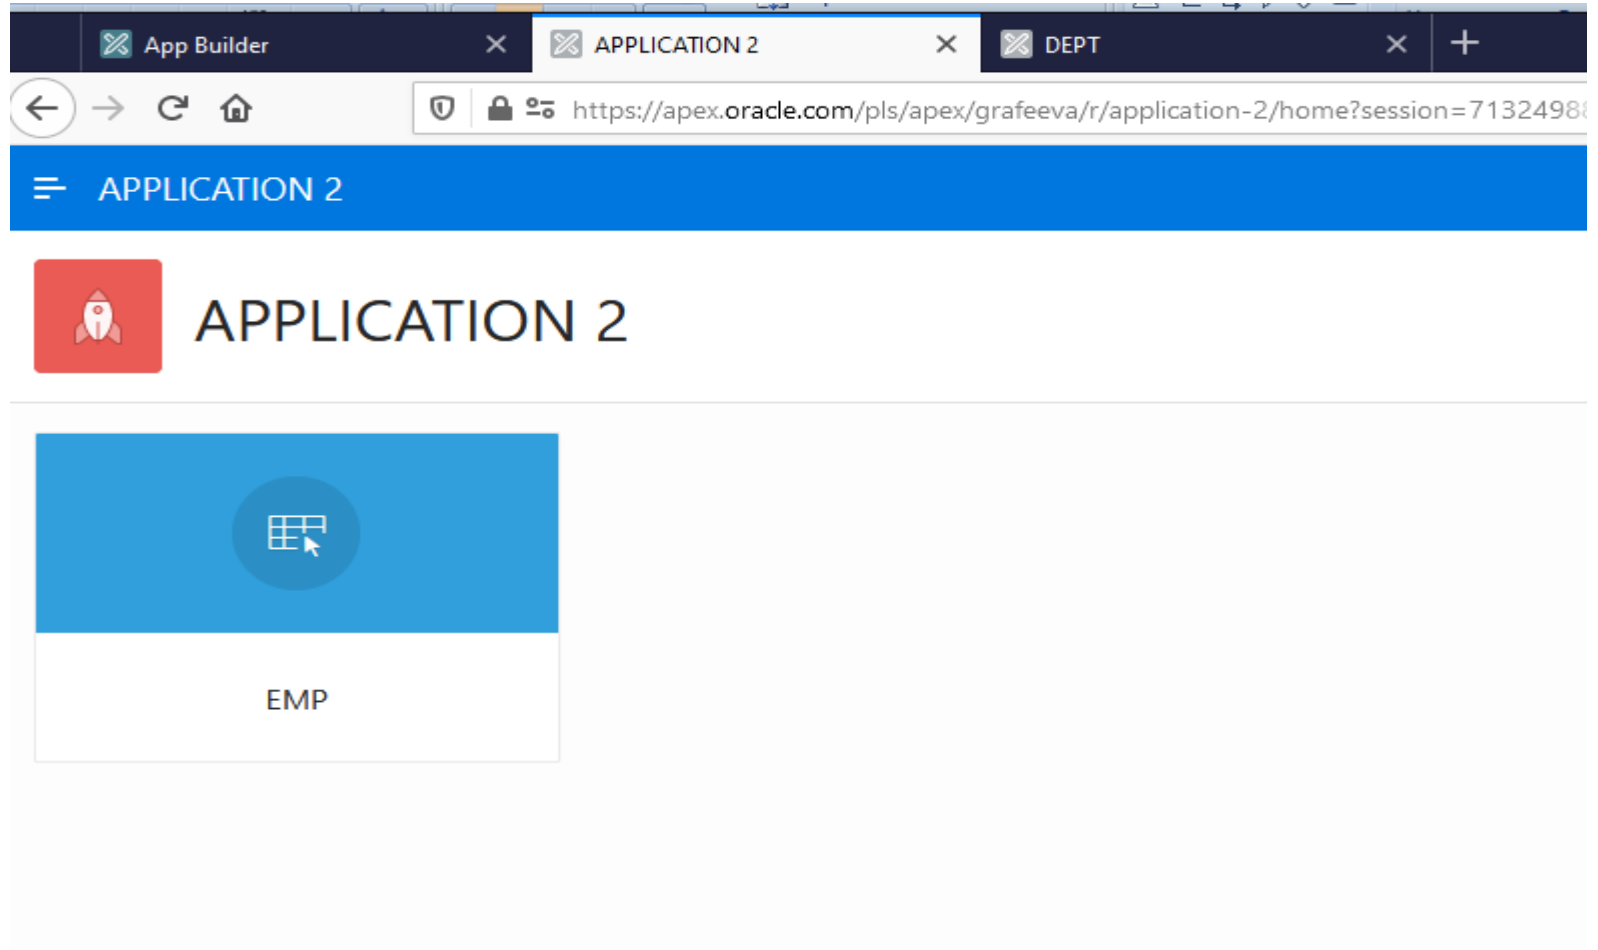 App Builder
APPLICATION 2
DEPT
https://apex.oracle.com/pls/apex/grafeeva/r/application-2/home?session=7132498
APPLICATION 2
APPLICATION 2
EMP